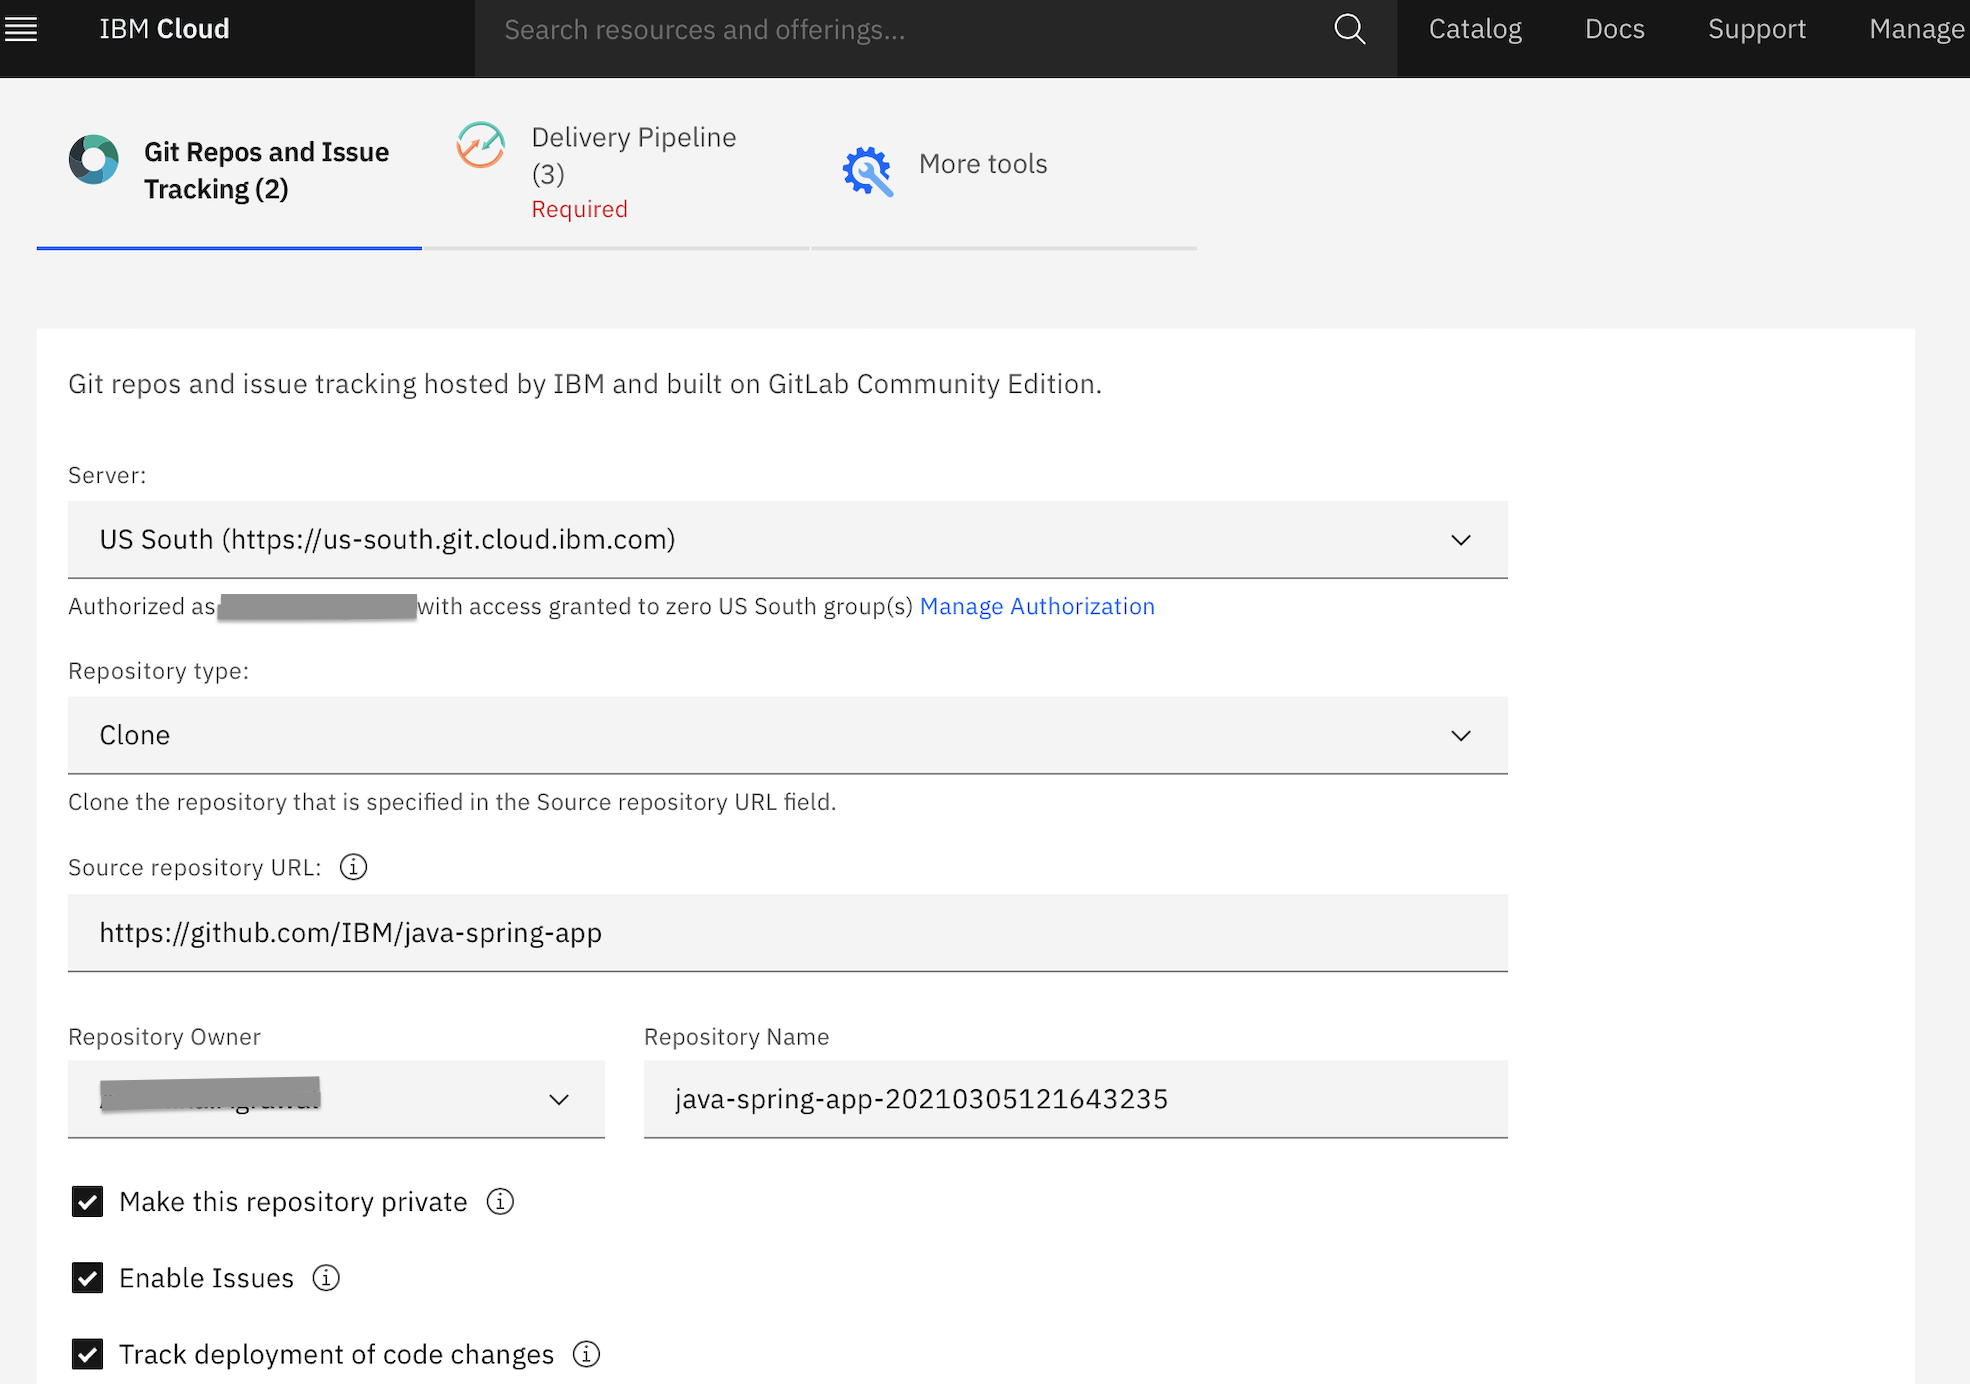 IBM Cloud
Search resources and offerings...
Catalog
Docs
Support
Manage
Git Repos and Issue
Tracking (2)
Delivery Pipeline
(3)
Required
More tools
Git repos and issue tracking hosted by IBM and built on GitLab Community Edition.
Server:
US South (https://us-south.git.cloud.ibm.com)
Authorized as with access granted to zero US South group(s) Manage Authorization
Repository type:
Clone
Clone the repository that is specified in the Source repository URL field.
Source repository URL:
https://github.com/IBM/java-spring-app
Repository Owner
Repository Name
java-spring-app-20210305121643235
Make this repository private
Enable Issues
Track deployment of code changes